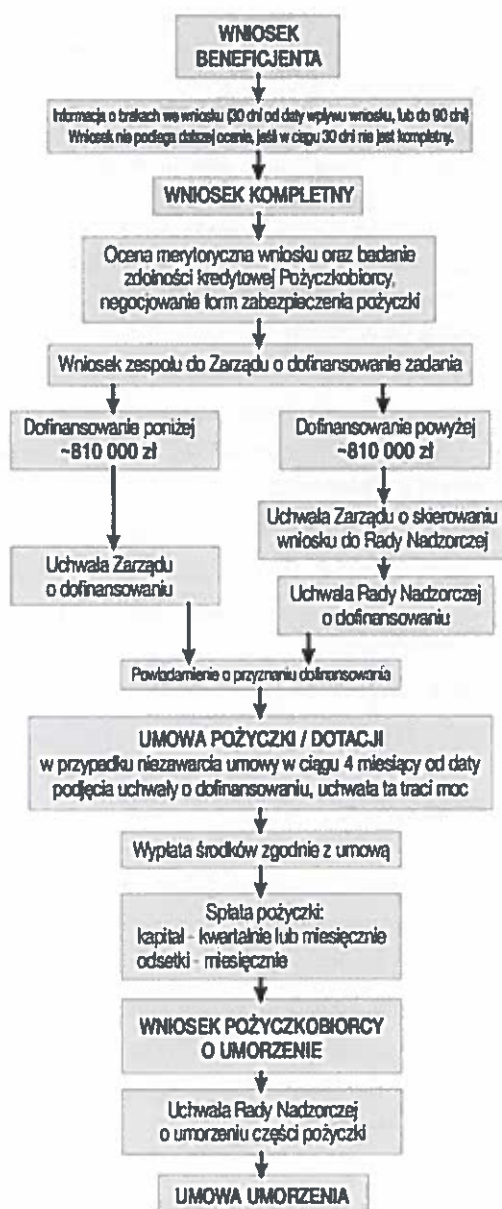 WNIOSEK
BENEFICJENTA
Informacja o brakach we wniosku (30 dni od daty wpływu wniosku, lub do 90 dni)
Wniosek nie podlega dalszej ocenie, jeśli w ciągu 30 dni nie jest kompletny.
WNIOSEK KOMPLETNY
Ocena merytoryczna wniosku oraz badanie
zdolności kredytowej Pożyczkobiorcy,
negocjowanie form zabezpieczenia pożyczki
Wniosek zespołu do Zarządu o dofinansowanie zadania
Dofinansowanie poniżej
~810 000 zł
Dofinansowanie powyżej
~810 000 zł
Uchwała Zarządu o skierowaniu
wniosku do Rady Nadzorczej
Uchwała Zarządu
o dofinansowaniu
Uchwała Rady Nadzorczej
o dofinansowaniu
Powiadamienie o przyznaniu dofinansowania
UMOWA POŻYCZKI / DOTACJI
w przypadku niezawarcia umowy w ciągu 4 miesięcy od daty
podjęcia uchwały o dofinansowaniu, uchwała ta traci moc
Wypłata środków zgodnie z umową
Spłata pożyczki:
kapitał - kwartalnie lub miesięcznie
odsetki - miesięcznie
WNIOSEK POŻYCZKOBIORCY
O UMORZENIE
Uchwała Rady Nadzorczej
o umorzeniu części pożyczki
UMOWA UMORZENIA